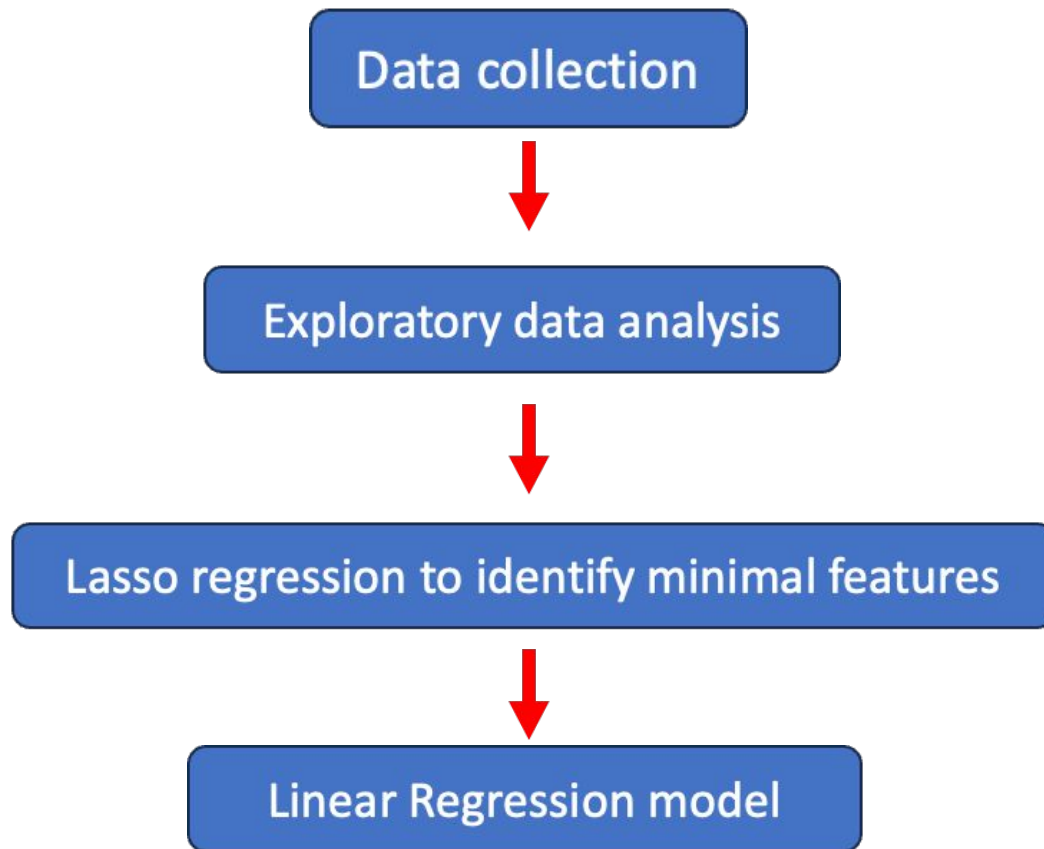 Data collection
Exploratory data analysis
Lasso regression to identify minimal features
Linear Regression model